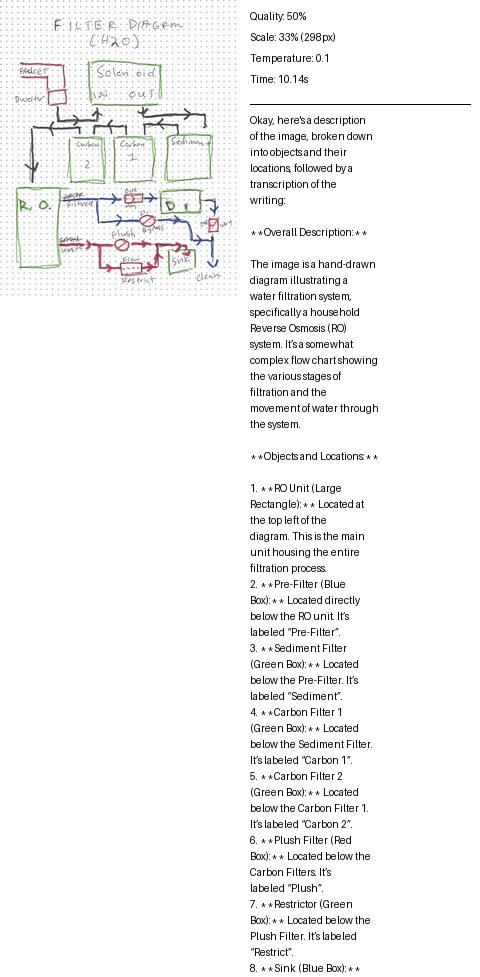 FILTER DIAGRAM
(H2O)
FAUCET
Diverter
Solenoid
IN OUT
Carbon
2
Carbon
1
Sediment
R.O.
Filtered
D I
Bypass
Flush
waste
Flow
Restrict
Sink
Clean
Quality: 50%
Scale: 33% (298px)
Temperature: 0.1
Time: 10.14s
Okay, here's a description
of the image, broken down
into objects and their
locations, followed by a
transcription of the
writing:
**Overall Description:**
The image is a hand-drawn
diagram illustrating a
water filtration system,
specifically a household
Reverse Osmosis (RO)
system. It's a somewhat
complex flow chart showing
the various stages of
filtration and the
movement of water through
the system.
**Objects and Locations:**
1. **RO Unit (Large
Rectangle):** Located at
the top left of the
diagram. This is the main
unit housing the entire
filtration process.
2. **Pre-Filter (Blue
Box):** Located directly
below the RO unit. It's
labeled "Pre-Filter".
3. **Sediment Filter
(Green Box):** Located
below the Pre-Filter. It's
labeled "Sediment".
4. **Carbon Filter 1
(Green Box):** Located
below the Sediment Filter.
It's labeled "Carbon 1".
5. **Carbon Filter 2
(Green Box):** Located
below the Carbon Filter 1.
It's labeled "Carbon 2".
6. **Plush Filter (Red
Box):** Located below the
Carbon Filters. It's
labeled "Plush".
7. **Restrictor (Green
Box):** Located below the
Plush Filter. It's labeled
"Restrict".
8. **Sink (Blue Box):**